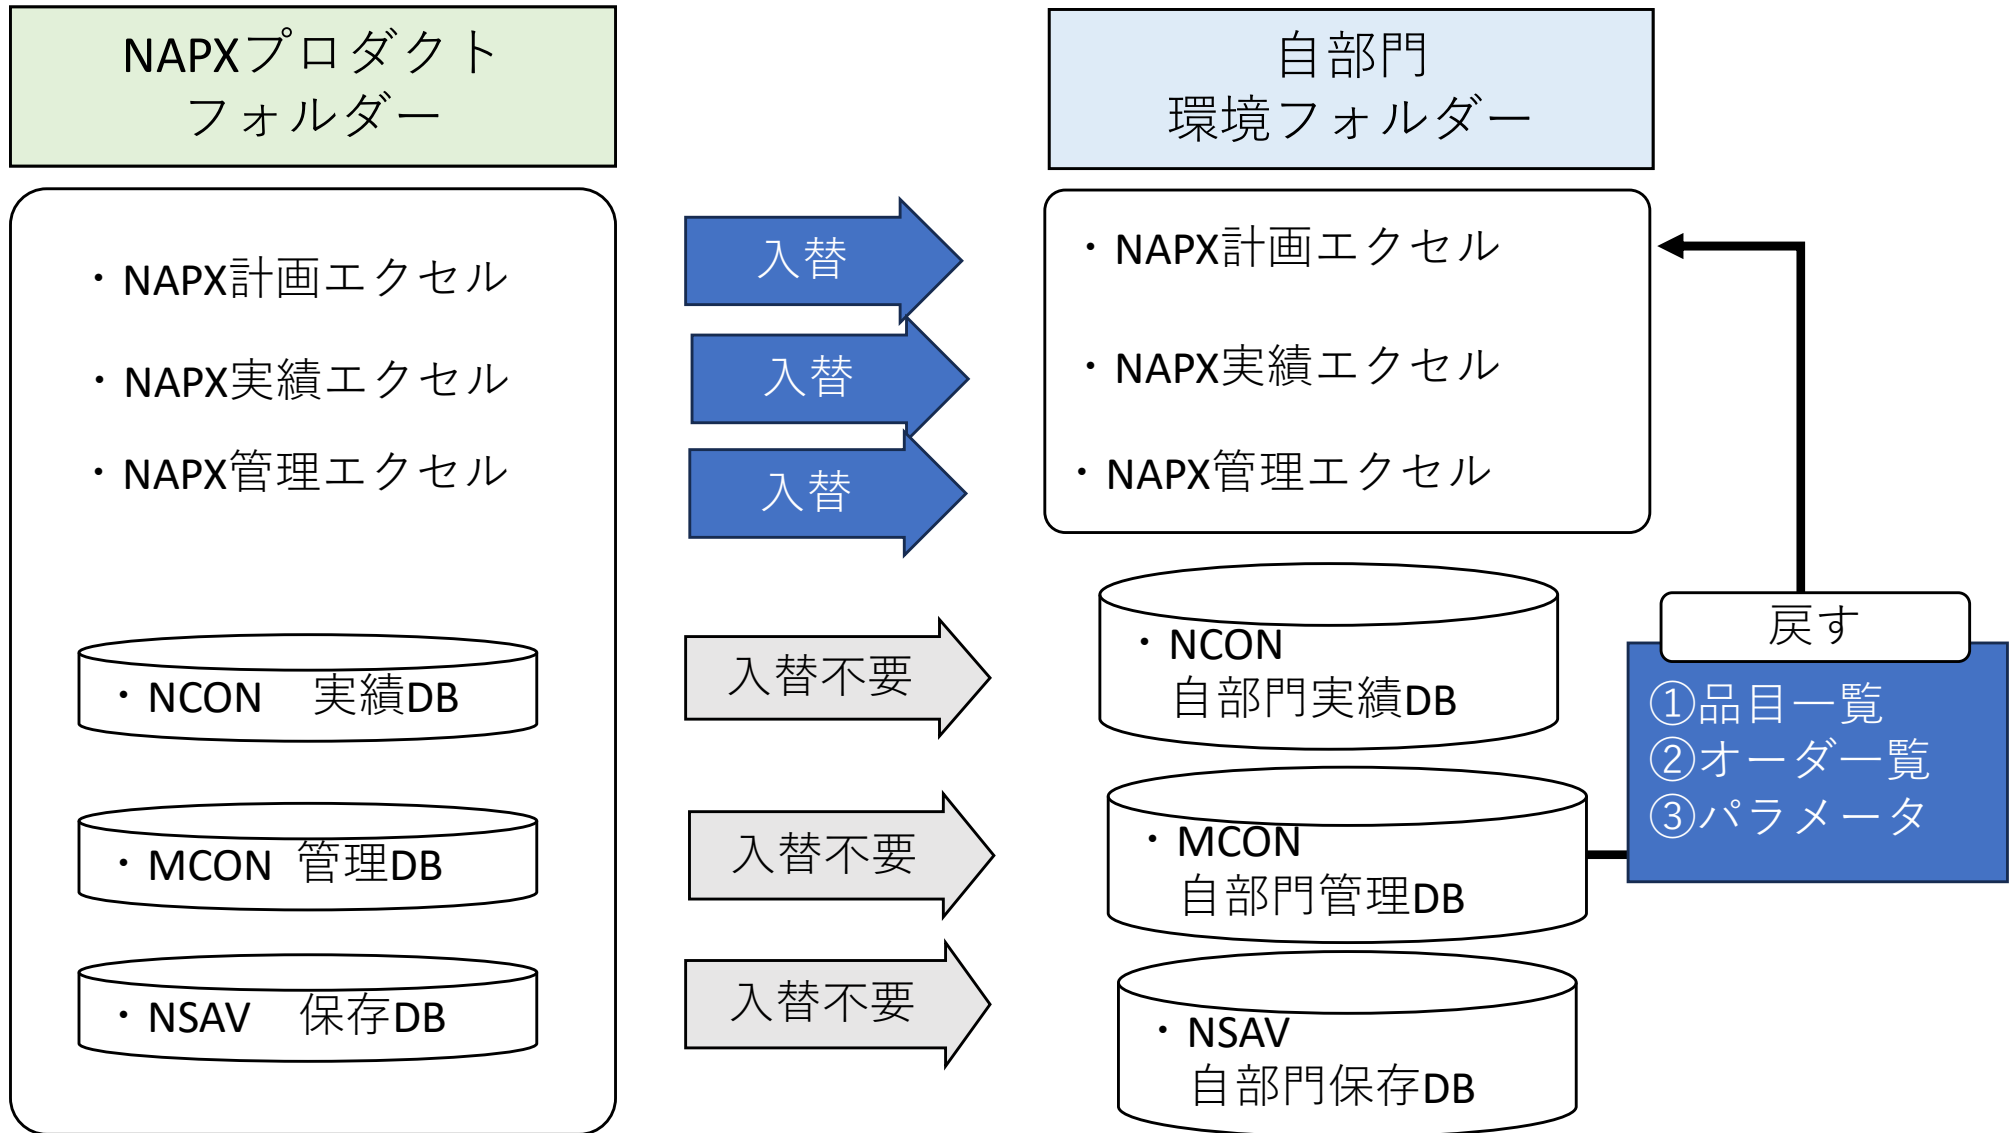 NAPXプロダクト
フォルダー
・NAPX計画エクセル
・NAPX実績エクセル
・NAPX管理エクセル
・NCON 実績DB
・MCON 管理DB
・NSAV 保存DB
入替
入替
入替
入替不要
入替不要
入替不要
自部門
環境フォルダー
・NAPX計画エクセル
・NAPX実績エクセル
・NAPX管理エクセル
・NCON
自部門実績DB
・MCON
自部門管理DB
・NSAV
自部門保存DB
戻す
①品目一覧
②オーダ一覧
③パラメータ